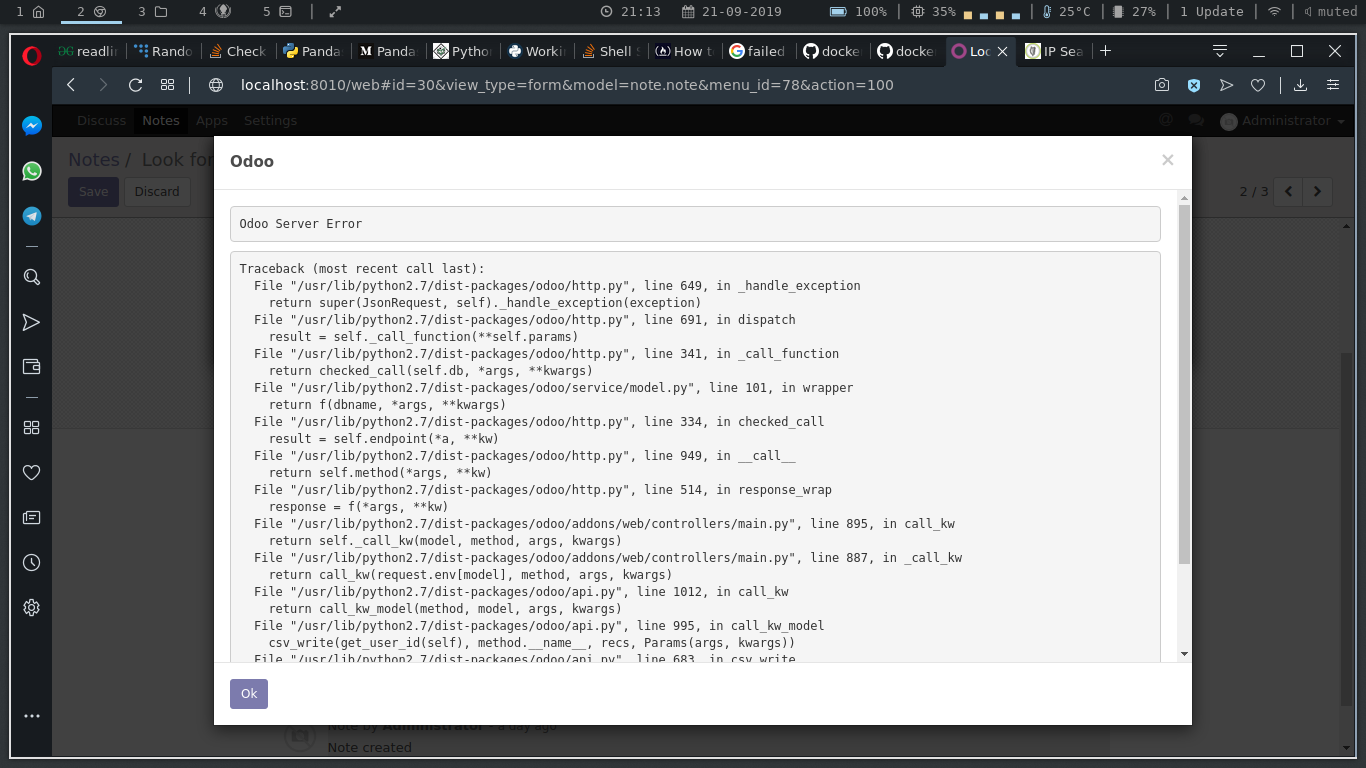 1 2 3 4 5 21:13 21-09-2019 100% 35% 25°C 27% 1 Update muted
readlin Rando Check Pandas Panda Python Worki Shell S How t failed docke docke Loc IP Sea
localhost:8010/web#id=30&view_type=form&model=note.note&menu_id=78&action=100
Discuss Notes Apps Settings Administrator
Notes / Look for
Save Discard 2 / 3
Odoo ×
Odoo Server Error
Traceback (most recent call last):
File "/usr/lib/python2.7/dist-packages/odoo/http.py", line 649, in _handle_exception
return super(JsonRequest, self)._handle_exception(exception)
File "/usr/lib/python2.7/dist-packages/odoo/http.py", line 691, in dispatch
result = self._call_function(**self.params)
File "/usr/lib/python2.7/dist-packages/odoo/http.py", line 341, in _call_function
return checked_call(self.db, *args, **kwargs)
File "/usr/lib/python2.7/dist-packages/odoo/service/model.py", line 101, in wrapper
return f(dbname, *args, **kwargs)
File "/usr/lib/python2.7/dist-packages/odoo/http.py", line 334, in checked_call
result = self.endpoint(*a, **kw)
File "/usr/lib/python2.7/dist-packages/odoo/http.py", line 949, in __call__
return self.method(*args, **kw)
File "/usr/lib/python2.7/dist-packages/odoo/http.py", line 514, in response_wrap
response = f(*args, **kw)
File "/usr/lib/python2.7/dist-packages/odoo/addons/web/controllers/main.py", line 895, in call_kw
return self._call_kw(model, method, args, kwargs)
File "/usr/lib/python2.7/dist-packages/odoo/addons/web/controllers/main.py", line 887, in _call_kw
return call_kw(request.env[model], method, args, kwargs)
File "/usr/lib/python2.7/dist-packages/odoo/api.py", line 1012, in call_kw
return call_kw_model(method, model, args, kwargs)
File "/usr/lib/python2.7/dist-packages/odoo/api.py", line 995, in call_kw_model
csv_write(get_user_id(self), method.__name__, recs, Params(args, kwargs))
File "/usr/lib/python2.7/dist-packages/odoo/api.py", line 683, in csv_write
Ok
Note by Administrator - a day ago
Note created